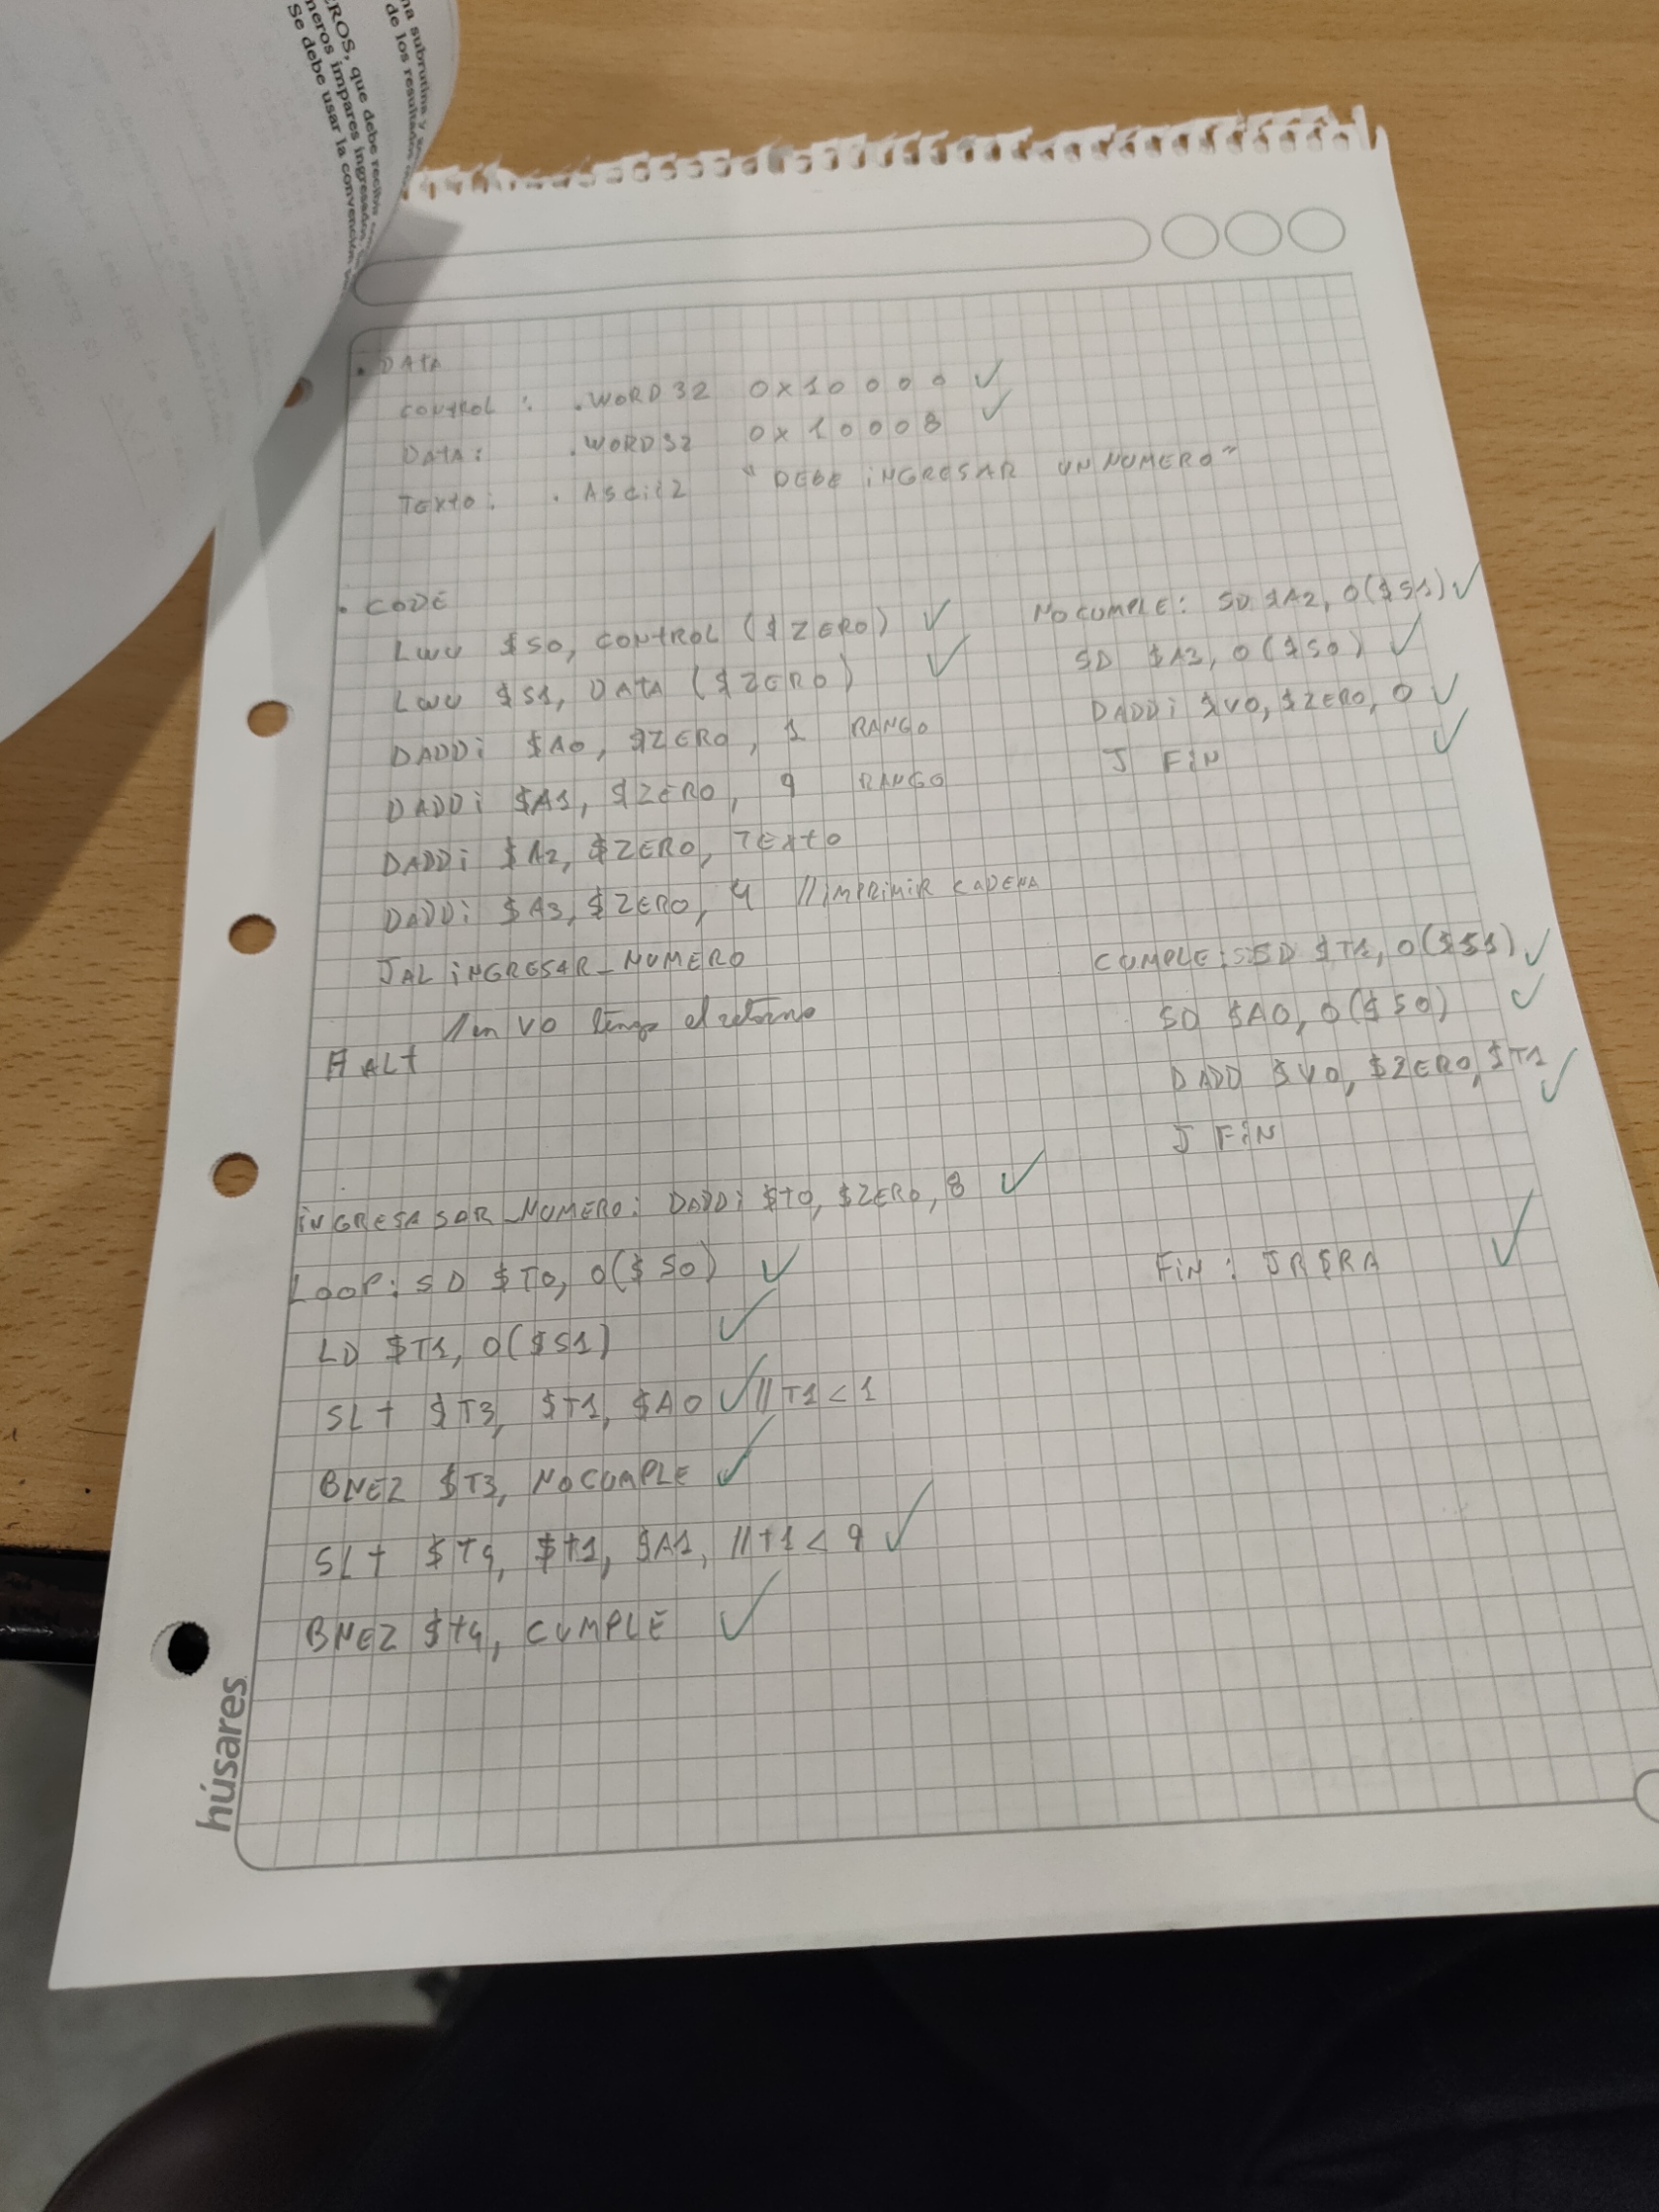 na subrutina y
de los resultados
EROS, que debe recibir
meros impares ingresados.
Se debe usar la convención
. DATA
CONTROL : .WORD32 0x10000 ✓
DATA: .WORD32 0x10008 ✓
TEXTO: . ASCii2 "DEBE iNGRESAR UN NUMERO"
. CODE
LWU $S0, CONTROL ($ZERO) ✓
LWU $S1, DATA ($ZERO) ✓
DADDi $A0, $ZERO, 1 RANGO
DADDi $A1, $ZERO, 9 RANGO
DADDi $A2, $ZERO, TEXTO
DADDi $A3, $ZERO, 4 //iMPRiMiR CADENA
JAL iNGRESAR_NUMERO
//en V0 tengo el retorno
HALT
iNGRESASAR_NUMERO: DADDi $T0, $ZERO, 8 ✓
LOOP: SD $T0, 0($S0) ✓
LD $T1, 0($S1) ✓
SLT $T3, $T1, $A0 ✓ //T1<1
BNEZ $T3, NOCUMPLE ✓
SLT $T4, $T1, $A1, //T1 < 9 ✓
BNEZ $T4, CUMPLE ✓
NOCUMPLE: SD $A2, 0($S1) ✓
SD $A3, 0($S0) ✓
DADDi $V0, $ZERO, 0 ✓
J FiN ✓
CUMPLE: SD $T1, 0($S1) ✓
SD $A0, 0($S0) ✓
DADD $V0, $ZERO, $T1 ✓
J FiN
FiN : JR $RA ✓
húsares